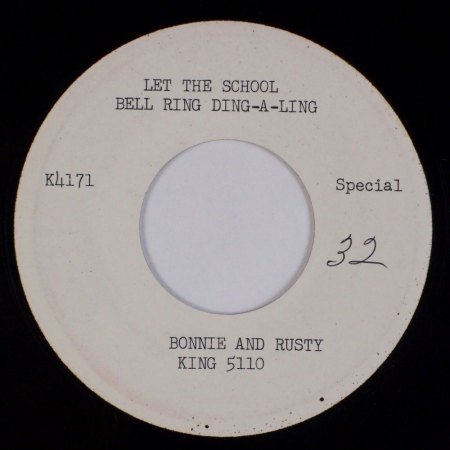 LET THE SCHOOL
BELL RING DING-A-LING
K4171
Special
32
BONNIE AND RUSTY
KING 5110